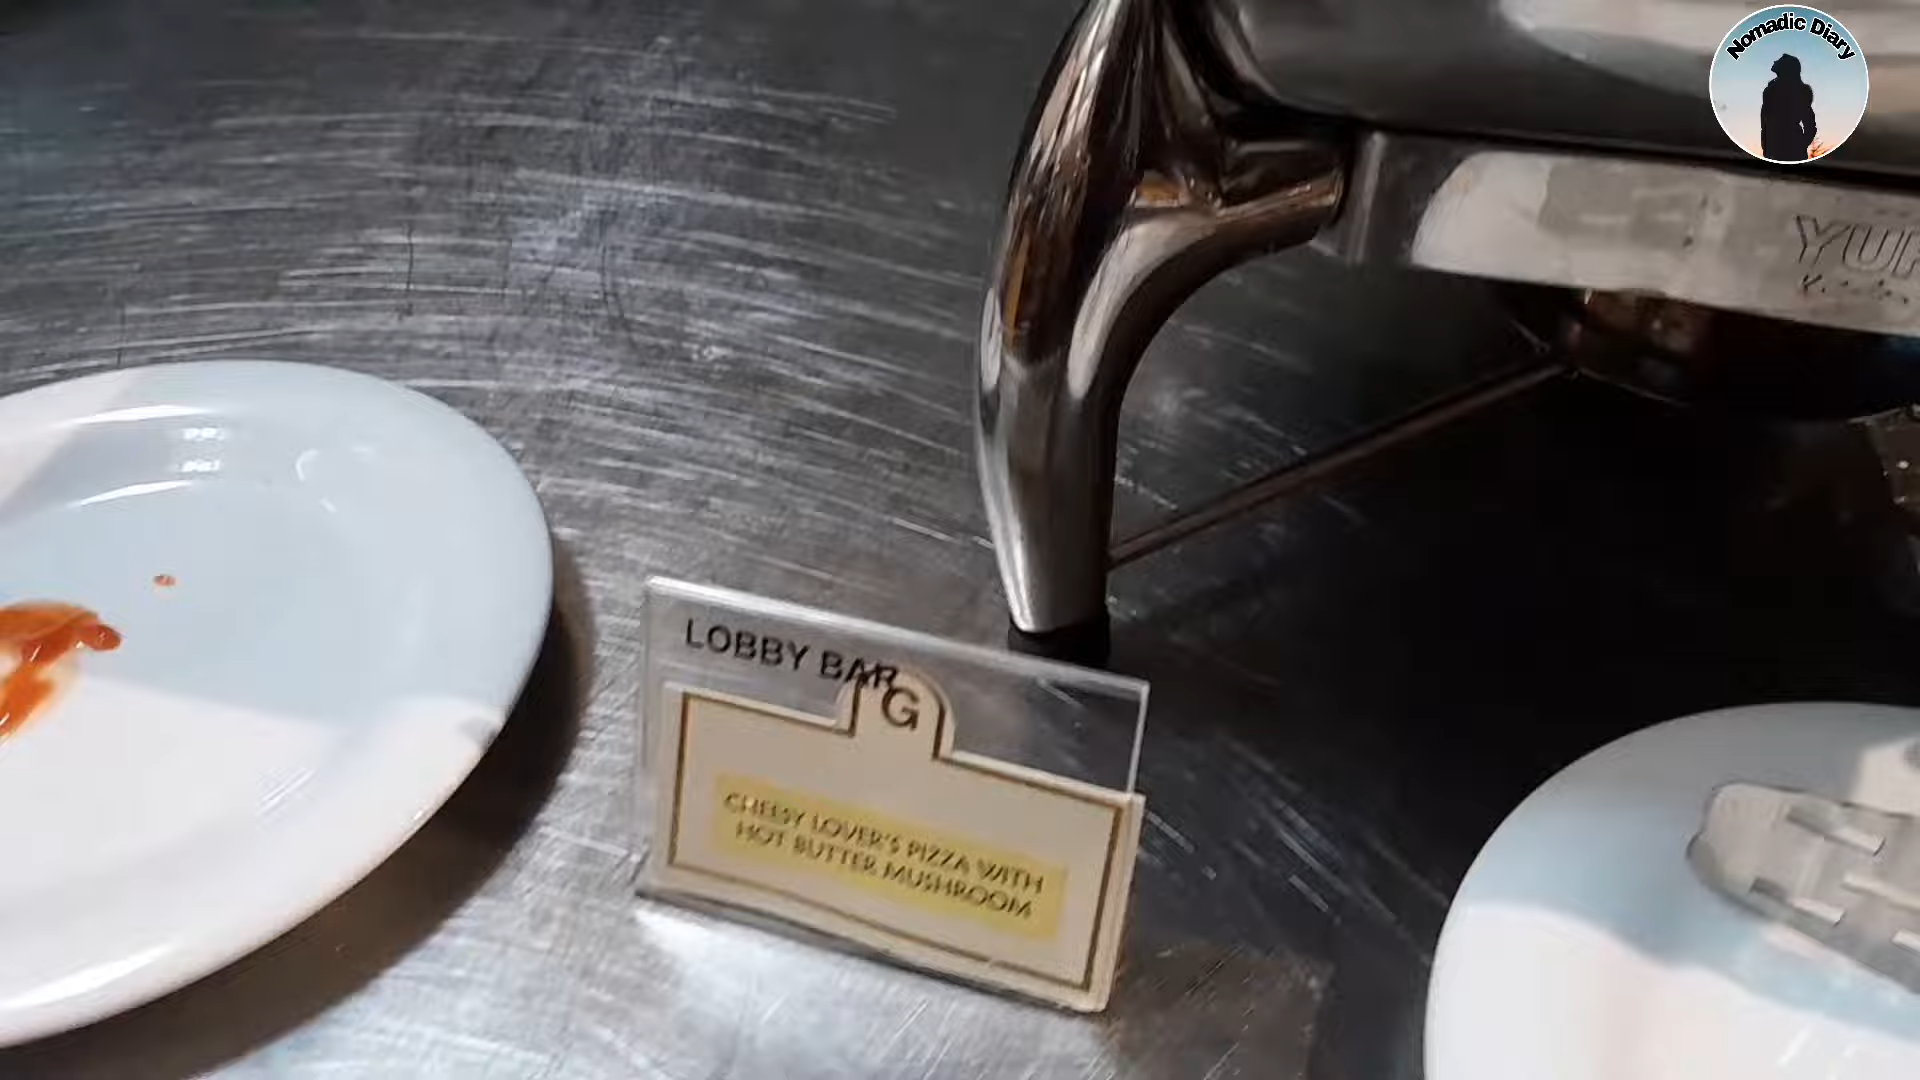 Nomadic Diary
LOBBY BAR
G
CHEESY LOVER'S PIZZA WITH
HOT BUTTER MUSHROOM